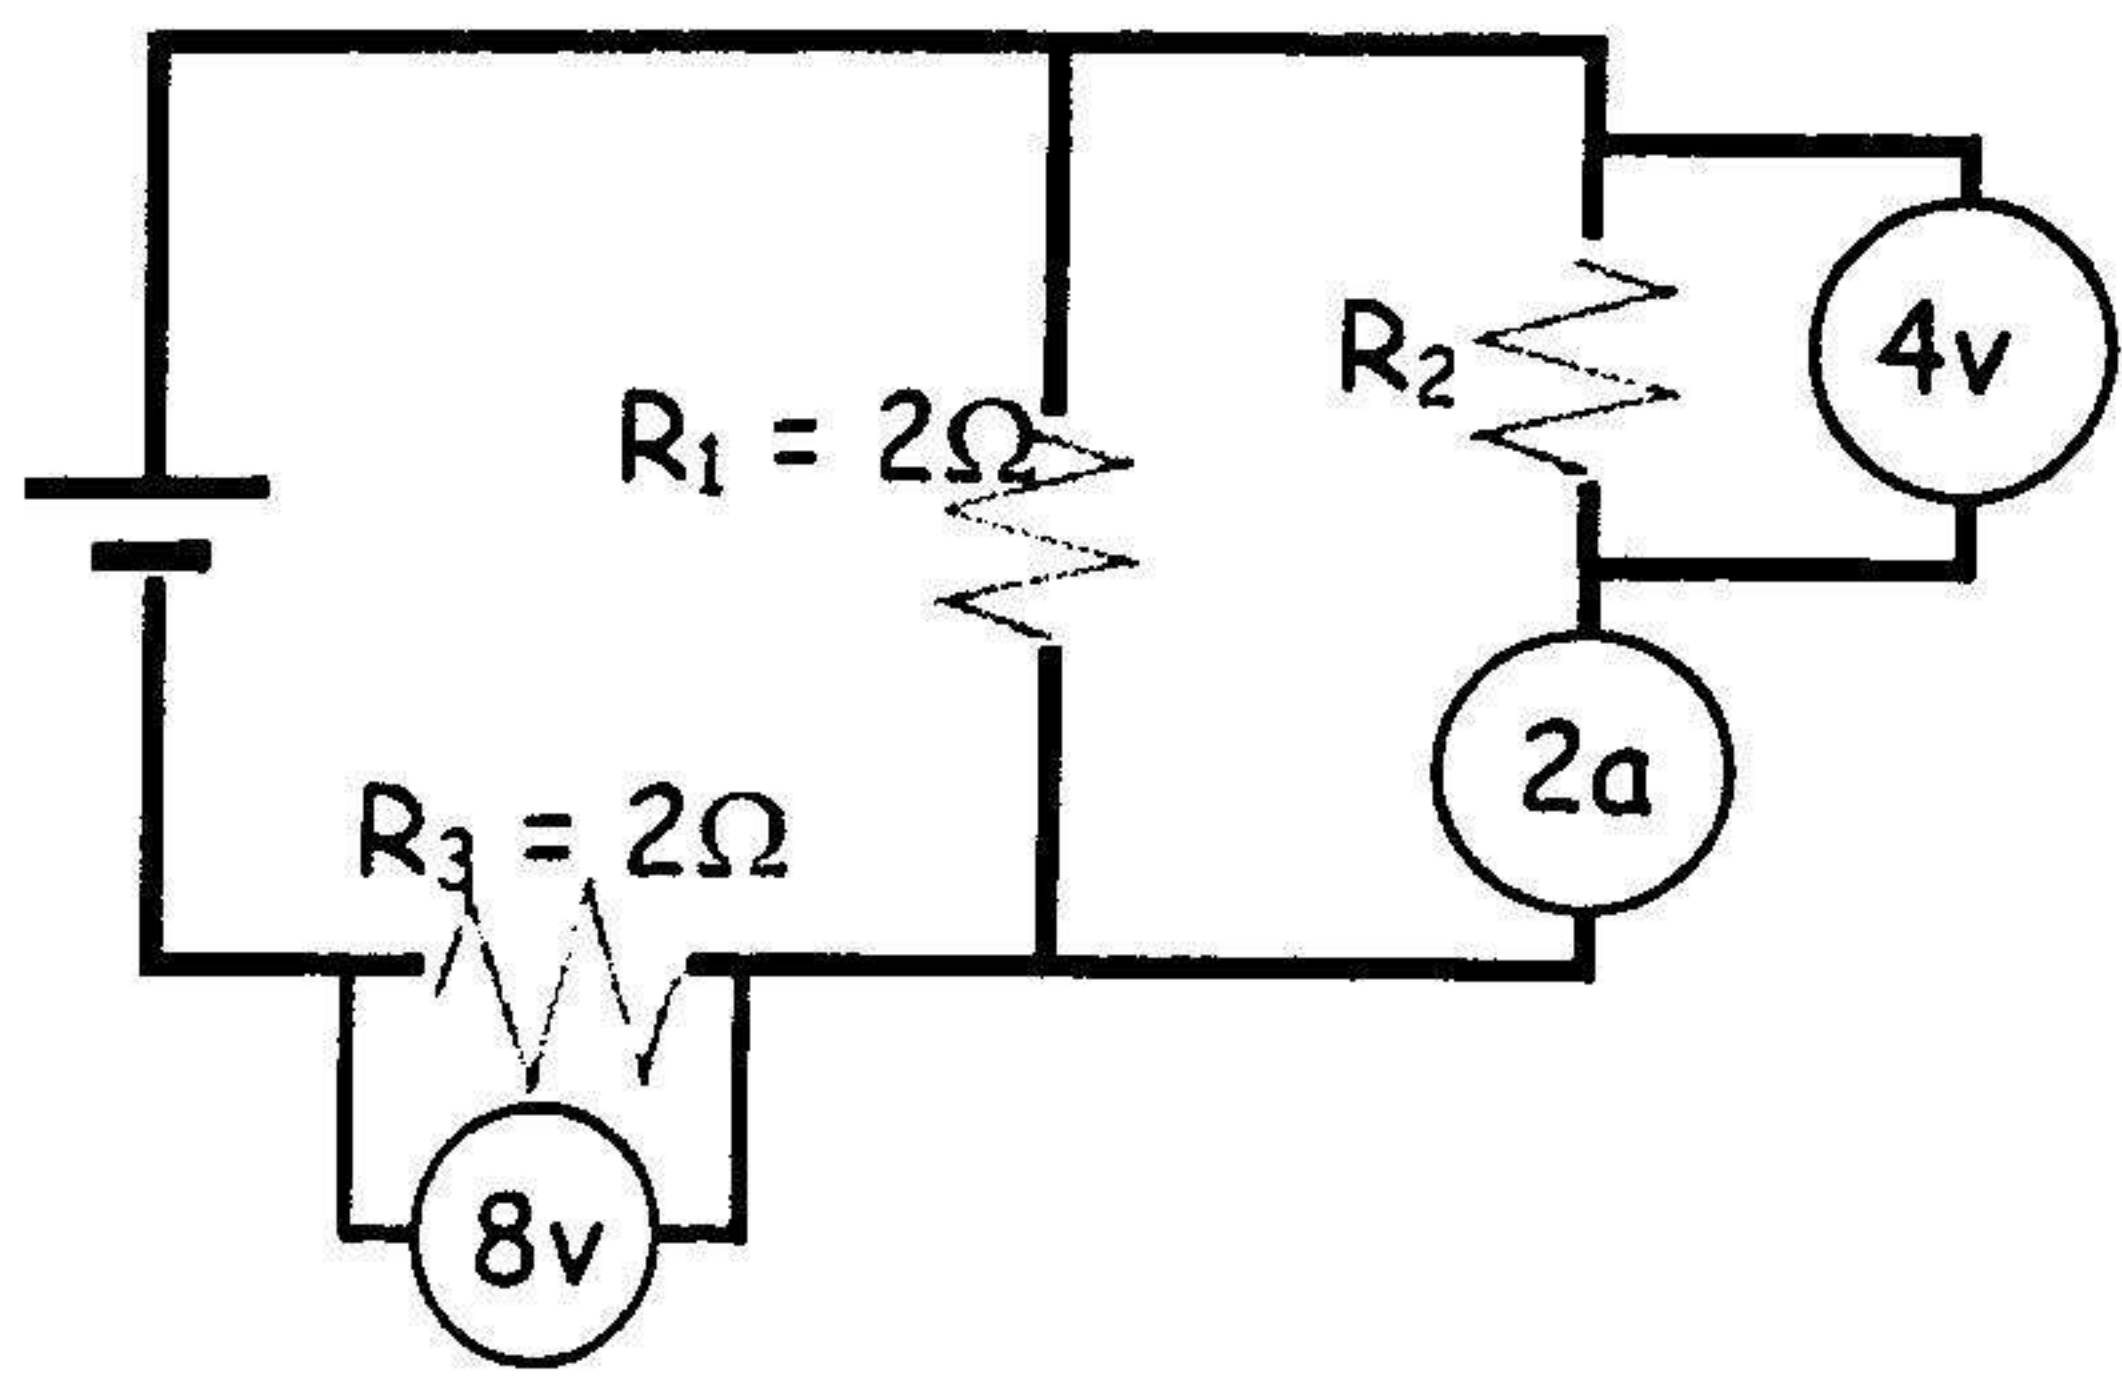 R₂
4v
R₁ = 2Ω
2a
R₃ = 2Ω
8v